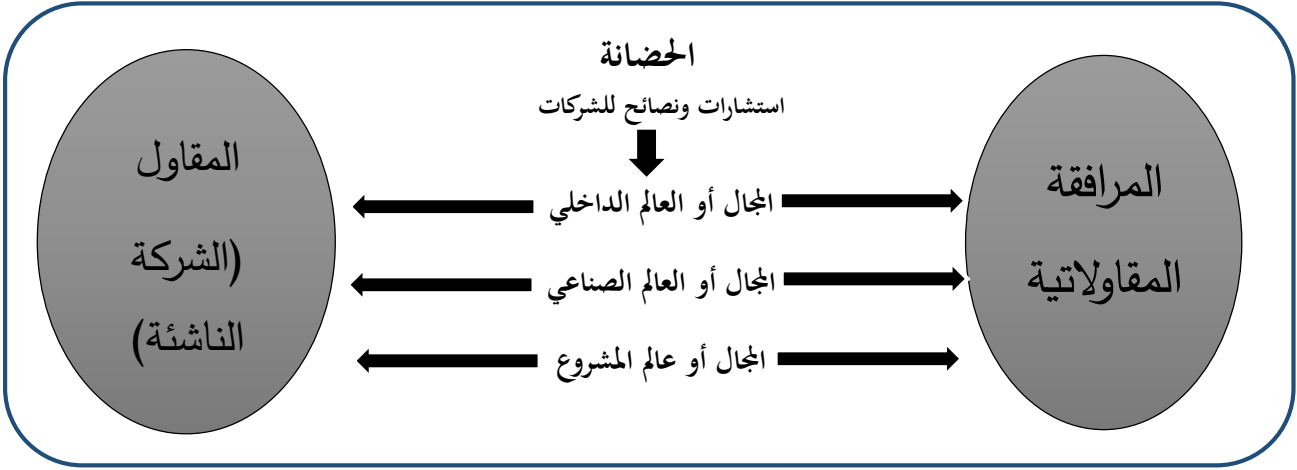 الحضانة
استشارات ونصائح للشركات
المرافقة
المقاولاتية
المجال أو العالم الداخلي
المجال أو العالم الصناعي
المجال أو عالم المشروع
المقاول
(الشركة
الناشئة)